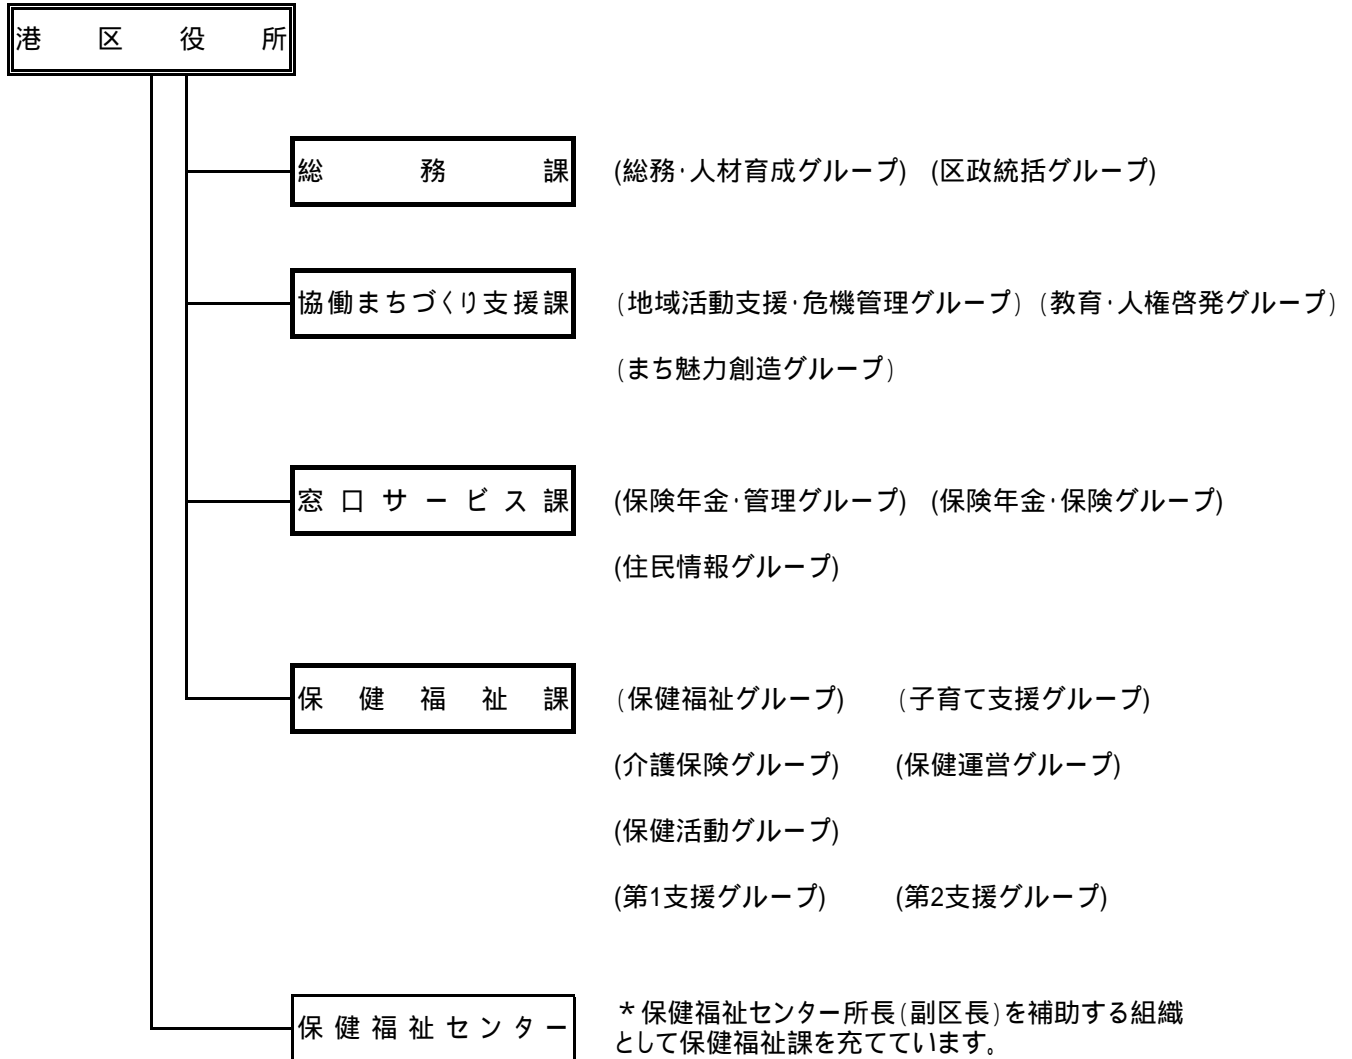 港区役所
総務課 (総務･人材育成グループ) (区政統括グループ)
協働まちづくり支援課 (地域活動支援･危機管理グループ) (教育･人権啓発グループ)
(まち魅力創造グループ)
窓口サービス課 (保険年金･管理グループ) (保険年金･保険グループ)
(住民情報グループ)
保健福祉課 (保健福祉グループ) (子育て支援グループ)
(介護保険グループ) (保健運営グループ)
(保健活動グループ)
(第1支援グループ) (第2支援グループ)
保健福祉センター ＊保健福祉センター所長(副区長)を補助する組織
として保健福祉課を充てています。